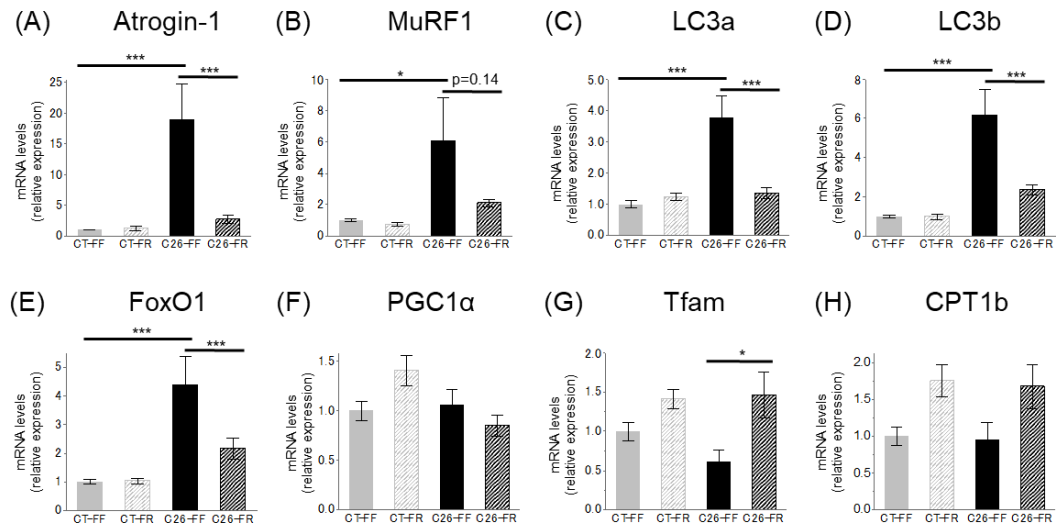 (A) Atrogin-1
mRNA levels
(relative expression)
25
20
15
10
5
0
***
***
CT-FF CT-FR C26-FF C26-FR
(B) MuRF1
mRNA levels
(relative expression)
10
8
6
4
2
0
*
p=0.14
CT-FF CT-FR C26-FF C26-FR
(C) LC3a
mRNA levels
(relative expression)
5.0
4.0
3.0
2.0
1.0
0.0
***
***
CT-FF CT-FR C26-FF C26-FR
(D) LC3b
mRNA levels
(relative expression)
8
6
4
2
0
***
***
CT-FF CT-FR C26-FF C26-FR
(E) FoxO1
mRNA levels
(relative expression)
5
4
3
2
1
0
***
***
CT-FF CT-FR C26-FF C26-FR
(F) PGC1α
mRNA levels
(relative expression)
1.5
1.0
0.5
0.0
CT-FF CT-FR C26-FF C26-FR
(G) Tfam
mRNA levels
(relative expression)
2.0
1.5
1.0
0.5
0.0
*
CT-FF CT-FR C26-FF C26-FR
(H) CPT1b
mRNA levels
(relative expression)
2.0
1.5
1.0
0.5
0.0
CT-FF CT-FR C26-FF C26-FR